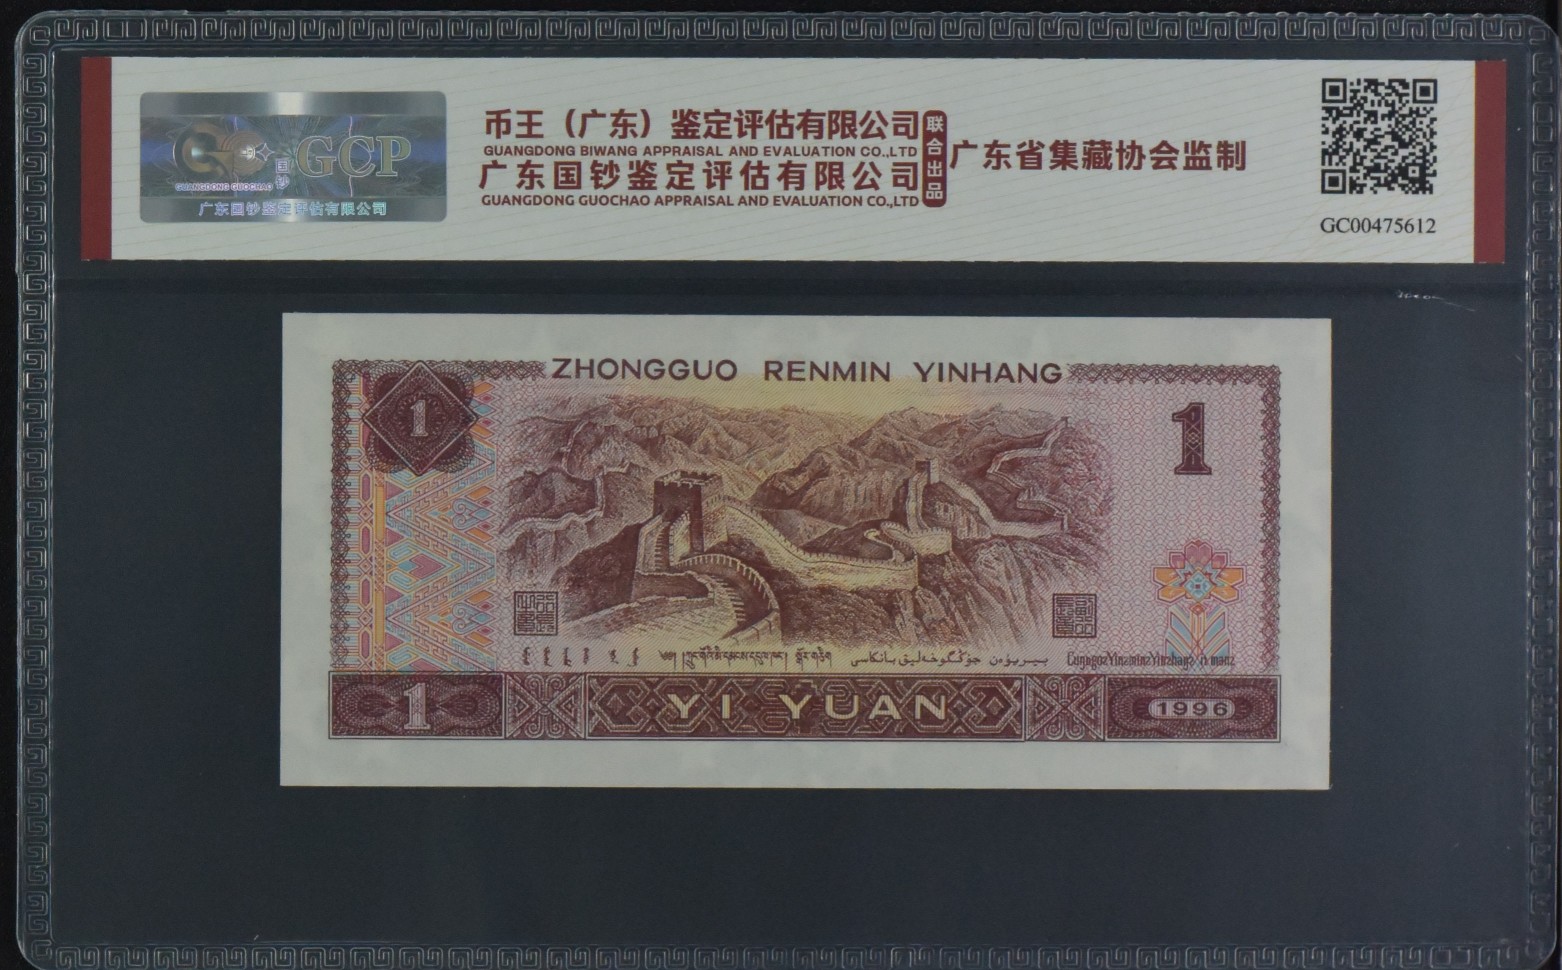 币王（广东）鉴定评估有限公司
GUANGDONG BIWANG APPRAISAL AND EVALUATION CO.,LTD
广东国钞鉴定评估有限公司
GUANGDONG GUOCHAO APPRAISAL AND EVALUATION CO.,LTD
联合出品
广东省集藏协会监制
GCP
国钞
GUANGDONG GUOCHAO
广东国钞鉴定评估有限公司
GC00475612
ZHONGGUO RENMIN YINHANG
1
1
1
YI YUAN
1996